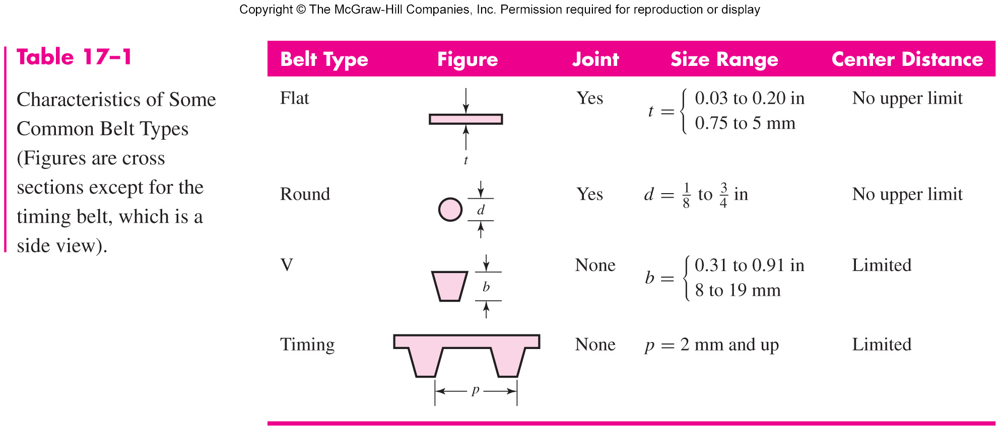 Copyright © The McGraw-Hill Companies, Inc. Permission required for reproduction or display
Table 17–1
Characteristics of Some
Common Belt Types
(Figures are cross
sections except for the
timing belt, which is a
side view).
Belt Type Figure Joint Size Range Center Distance
Flat t Yes t = { 0.03 to 0.20 in No upper limit
0.75 to 5 mm
Round d Yes d = 1/8 to 3/4 in No upper limit
V b None b = { 0.31 to 0.91 in Limited
8 to 19 mm
Timing None p = 2 mm and up Limited
p